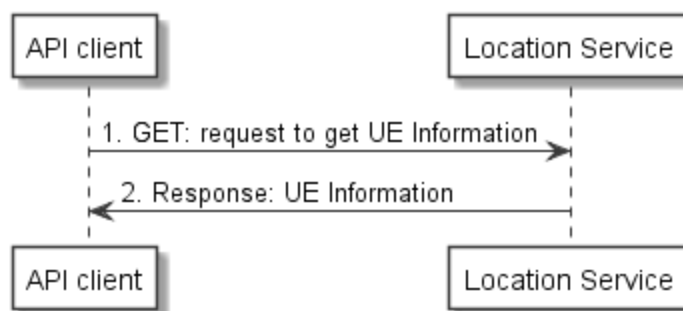 API client
Location Service
1. GET: request to get UE Information
2. Response: UE Information
API client
Location Service